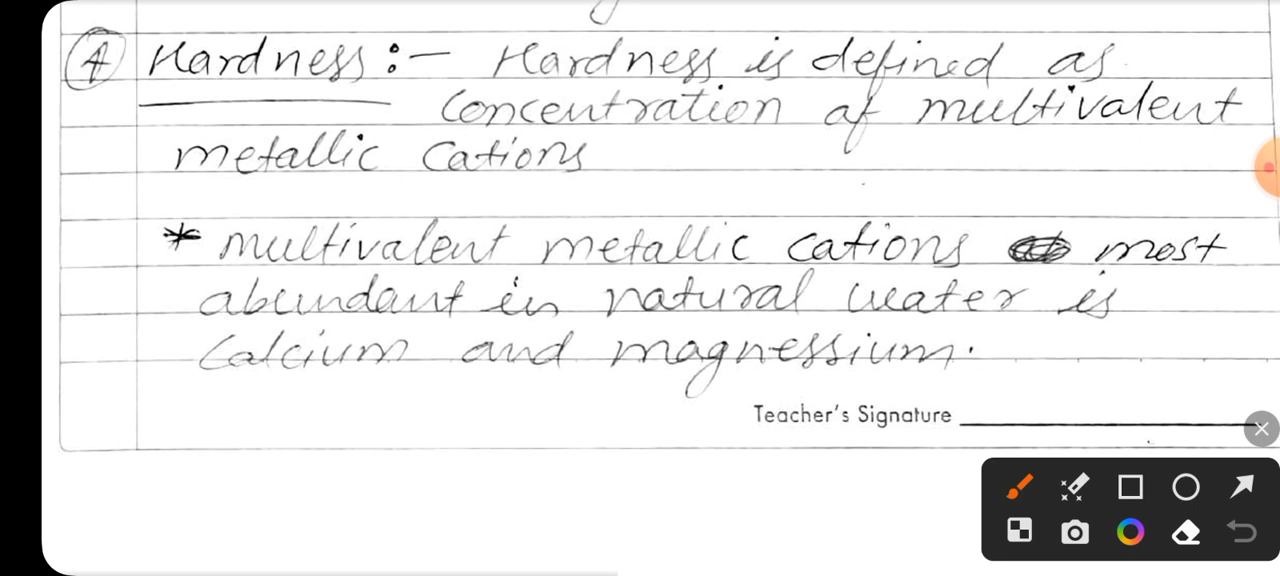 4 Hardness :- Hardness is defined as
Concentration of multivalent
metallic Cations
* multivalent metallic cations most
abundant in natural water is
Calcium and magnessium.
Teacher's Signature